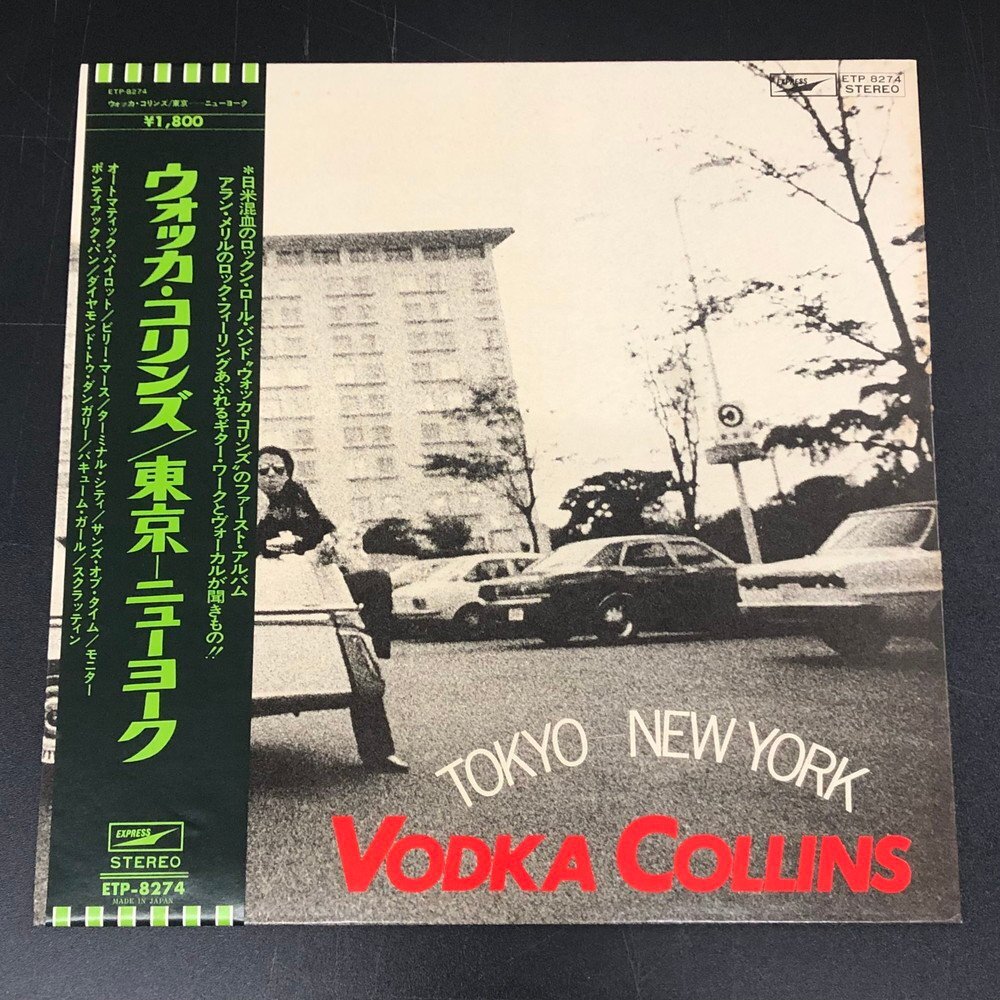 ETP-8274
ウォッカ・コリンズ/東京——ニューヨーク
¥1,800
*日米混血のロックン・ロール・バンド“ウォッカ・コリンズ”のファースト・アルバム
アラン・メリルのロック・フィーリングあふれるギター・ワークとヴォーカルが聞きもの!!
ウォッカ・コリンズ/東京—ニューヨーク
オートマティック・パイロット/ビリー・マース/ターミナル・シティ/サンズ・オブ・タイム/モニター
ポンティアック・パン/ダイヤモンド・トゥ・ダンガリー/バキューム・ガール/スクラッティン
EXPRESS
STEREO
ETP-8274
MADE IN JAPAN
EXPRESS
ETP 8274
STEREO
TOKYO NEW YORK
VODKA COLLINS